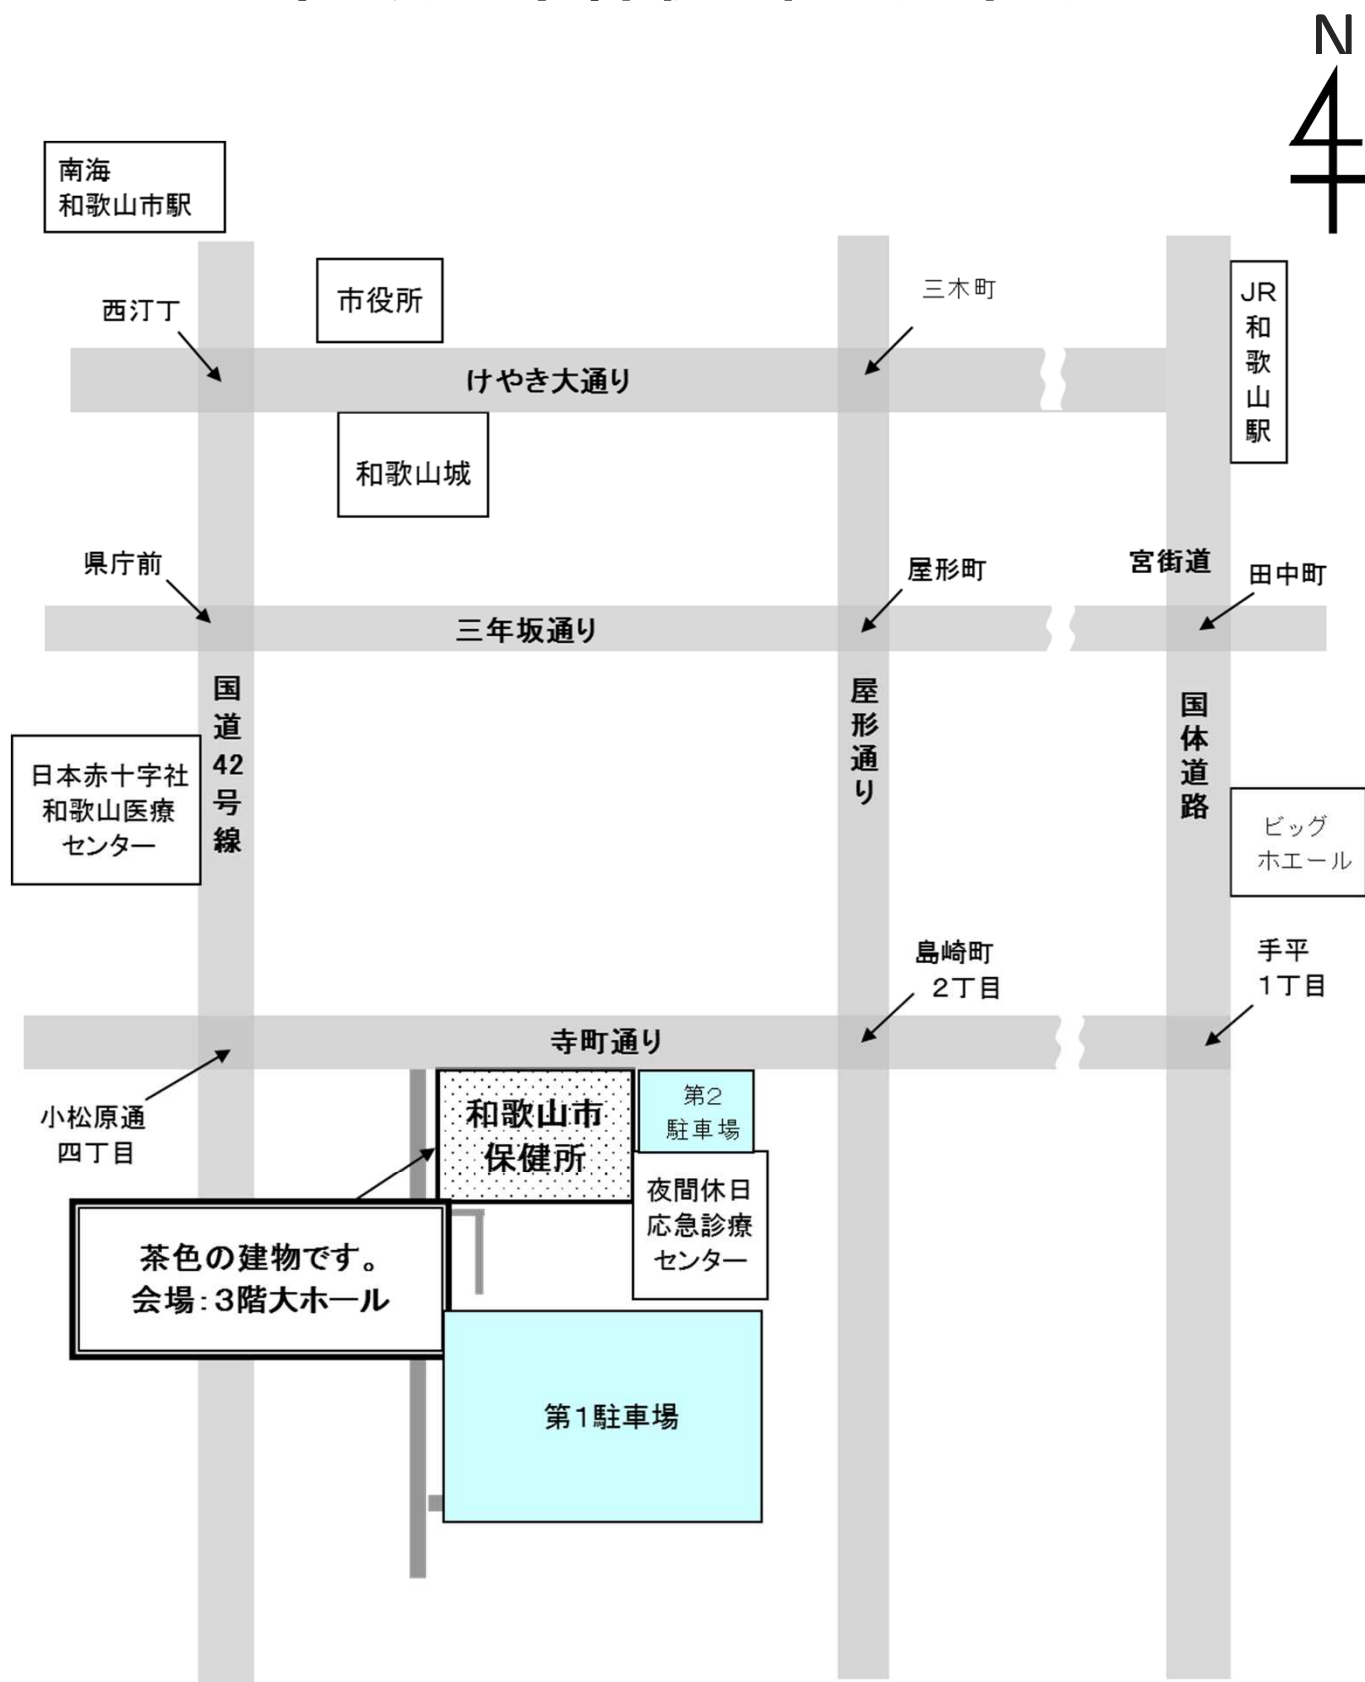 N
南海
和歌山市駅
市役所
三木町
JR
和
歌
山
駅
西汀丁
けやき大通り
和歌山城
県庁前
屋形町
宮街道
田中町
三年坂通り
国
道
42
号
線
屋
形
通
り
国
体
道
路
日本赤十字社
和歌山医療
センター
ビッグ
ホエール
島崎町
2丁目
手平
1丁目
寺町通り
小松原通
四丁目
和歌山市
保健所
第2
駐車場
夜間休日
応急診療
センター
茶色の建物です。
会場:3階大ホール
第1駐車場